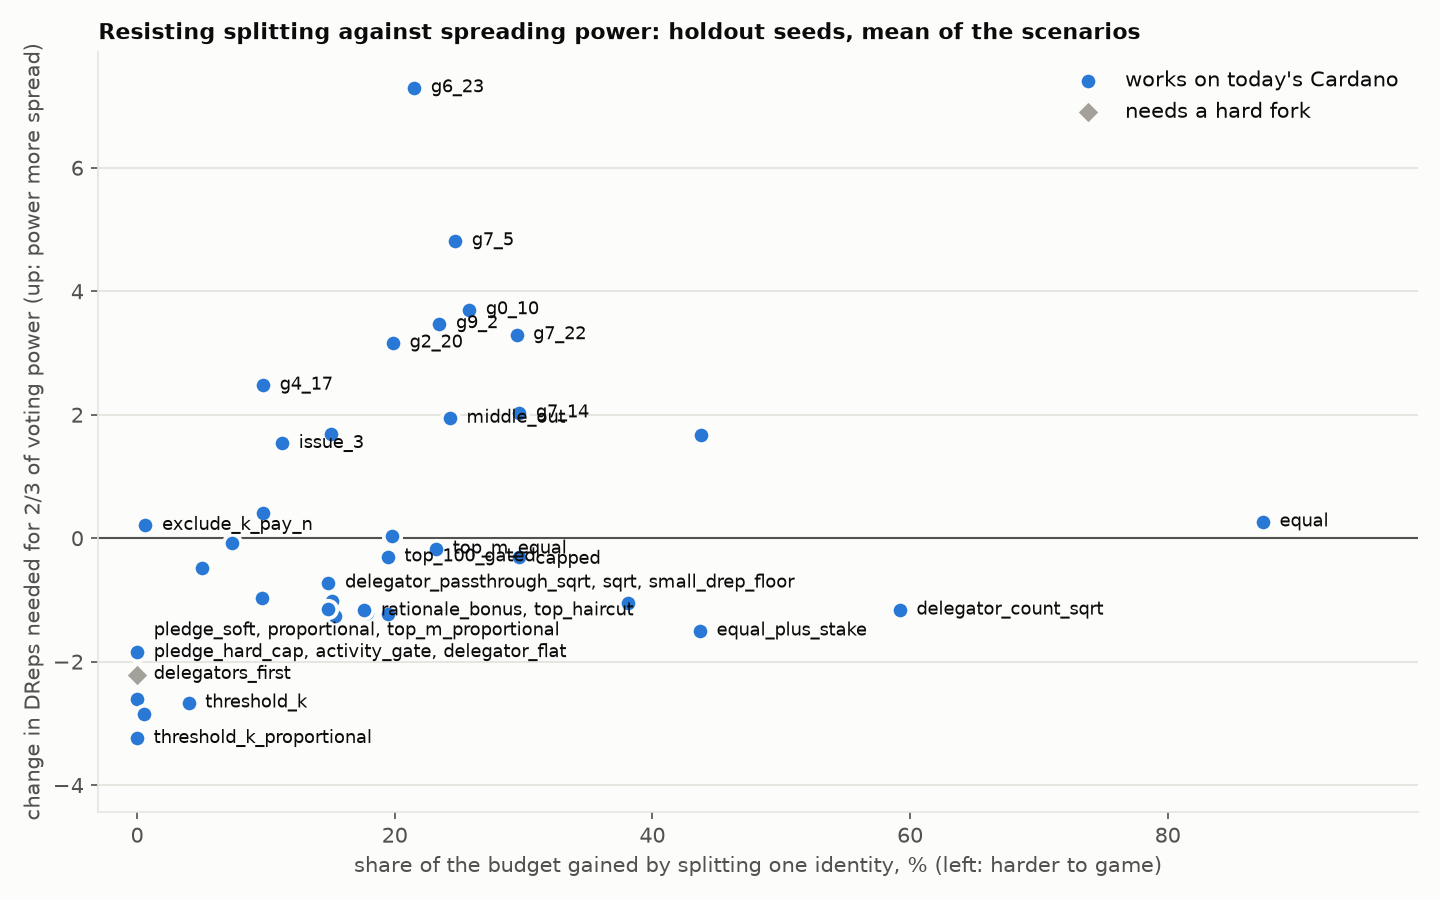 Resisting splitting against spreading power: holdout seeds, mean of the scenarios
works on today's Cardano
needs a hard fork
change in DReps needed for 2/3 of voting power (up: power more spread)
6
4
2
0
−2
−4
g6_23
g7_5
g0_10
g9_2
g7_22
g2_20
g4_17
g7_14
middle_out
issue_3
exclude_k_pay_n
equal
top_m_equal
top_100_gated
capped
delegator_passthrough_sqrt, sqrt, small_drep_floor
rationale_bonus, top_haircut
delegator_count_sqrt
pledge_soft, proportional, top_m_proportional
equal_plus_stake
pledge_hard_cap, activity_gate, delegator_flat
delegators_first
threshold_k
threshold_k_proportional
0 20 40 60 80
share of the budget gained by splitting one identity, % (left: harder to game)